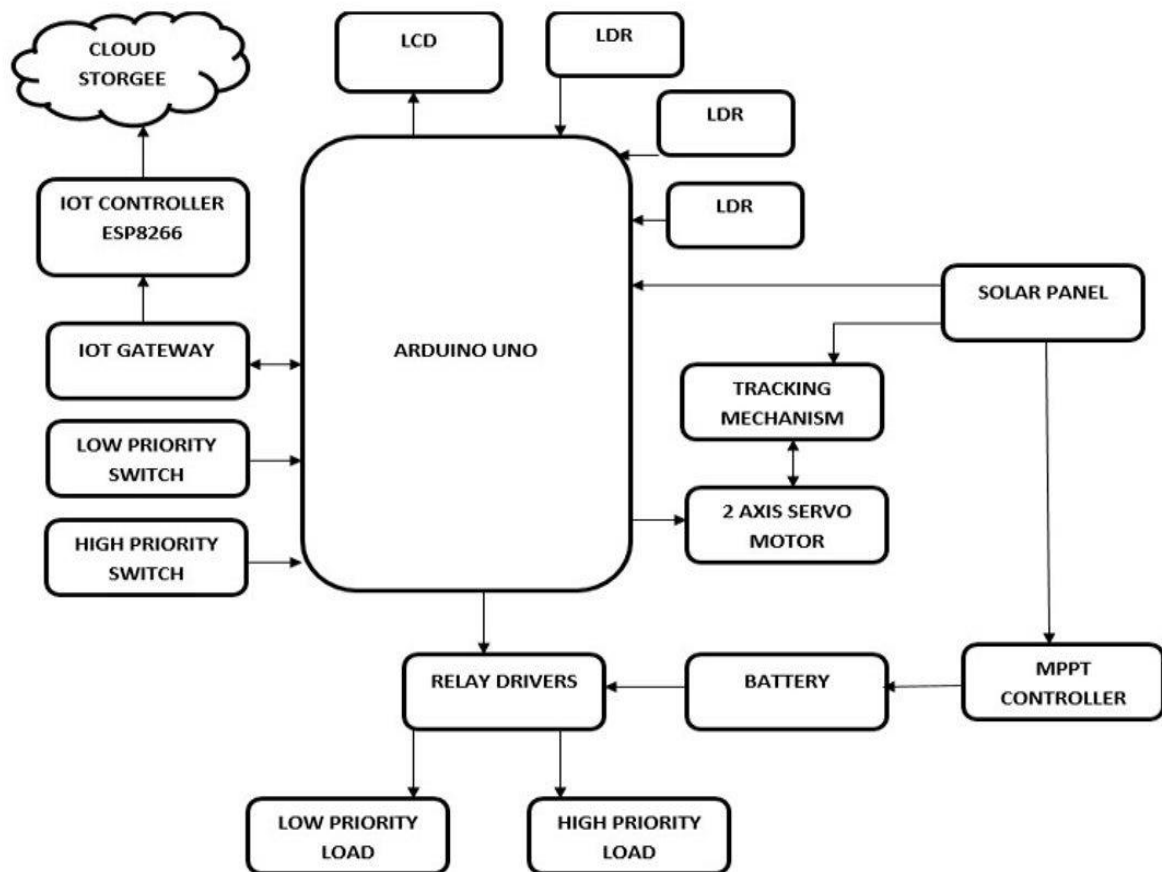 CLOUD
STORGEE
LCD
LDR
LDR
LDR
IOT CONTROLLER
ESP8266
SOLAR PANEL
IOT GATEWAY
ARDUINO UNO
TRACKING
MECHANISM
LOW PRIORITY
SWITCH
2 AXIS SERVO
MOTOR
HIGH PRIORITY
SWITCH
RELAY DRIVERS
BATTERY
MPPT
CONTROLLER
LOW PRIORITY
LOAD
HIGH PRIORITY
LOAD